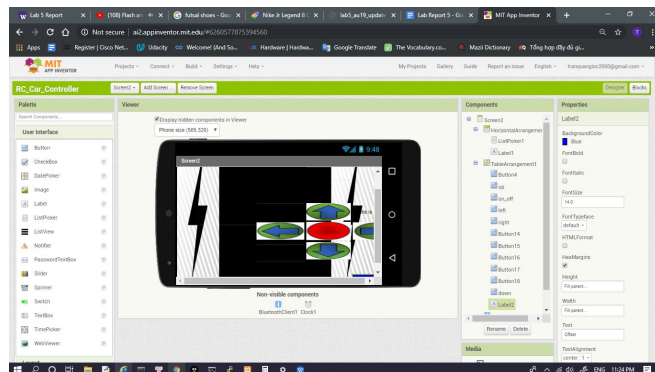 Lab 5 Report
(108) Flash an
futsal shoes - Goo
Nike Jr Legend 8
lab5_au19_update
Lab Report 5 - Go
MIT App Inventor
Not secure | ai2.appinventor.mit.edu/#6260577875394560
Apps
Register | Cisco Net...
Udacity
Welcome! (And So...
Hardware | Hardwa...
Google Translate
The Vocabulary.co...
Mazii Dictionary
Tổng hợp đầy đủ gi...
MIT
APP INVENTOR
Projects
Connect
Build
Settings
Help
My Projects
Gallery
Guide
Report an Issue
English
RC_Car_Controller
Screen2
Add Screen ...
Remove Screen
Designer
Blocks
Palette
Search Components...
User Interface
Button
CheckBox
DatePicker
Image
Label
ListPicker
ListView
Notifier
PasswordTextBox
Slider
Spinner
Switch
TextBox
TimePicker
WebViewer
Viewer
Display hidden components in Viewer
Phone size (505,320)
9:48
Screen2
Non-visible components
BluetoothClient1
Clock1
Components
Screen2
HorizontalArrangemer
ListPicker1
Label1
TableArrangement1
on_off
left
right
Button14
Button15
Button16
Button17
Button18
down
Label2
Rename
Delete
Media
Properties
Label2
BackgroundColor
Blue
FontBold
FontItalic
FontSize
14.0
FontTypeface
default
HTMLFormat
HasMargins
Height
Fill parent...
Width
Fill parent...
Text
Offset
TextAlignment
center : 1
ENG
11:24 PM